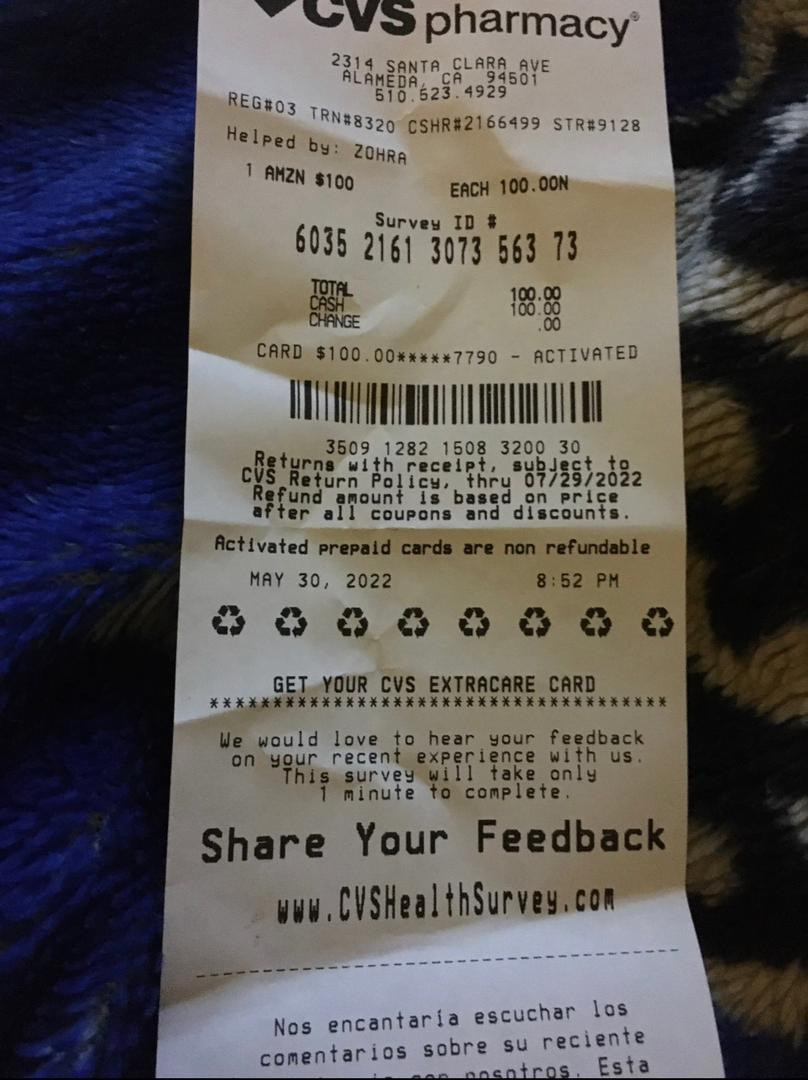 CVS pharmacy®
2314 SANTA CLARA AVE
ALAMEDA, CA 94501
510.523.4929
REG#03 TRN#8320 CSHR#2166499 STR#9128
Helped by: ZOHRA
1 AMZN $100 EACH 100.00N
Survey ID #
6035 2161 3073 563 73
TOTAL 100.00
CASH 100.00
CHANGE .00
CARD $100.00*****7790 - ACTIVATED
3509 1282 1508 3200 30
Returns with receipt, subject to
CVS Return Policy, thru 07/29/2022
Refund amount is based on price
after all coupons and discounts.
Activated prepaid cards are non refundable
MAY 30, 2022 8:52 PM
GET YOUR CVS EXTRACARE CARD
****************************************
We would love to hear your feedback
on your recent experience with us.
This survey will take only
1 minute to complete.
Share Your Feedback
www.CVSHealthSurvey.com
Nos encantaría escuchar los
comentarios sobre su reciente
con nosotros. Esta